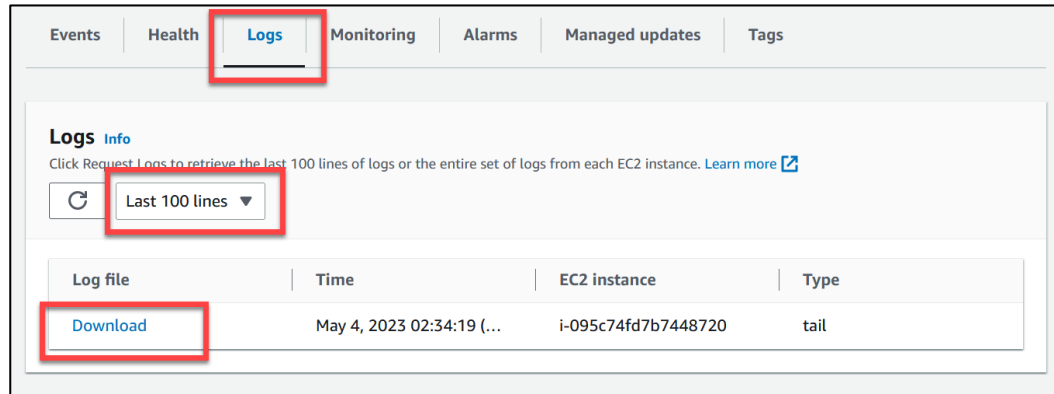 Events Health Logs Monitoring Alarms Managed updates Tags
Logs Info
Click Request Logs to retrieve the last 100 lines of logs or the entire set of logs from each EC2 instance. Learn more
Last 100 lines
Log file Time EC2 instance Type
Download May 4, 2023 02:34:19 (... i-095c74fd7b7448720 tail